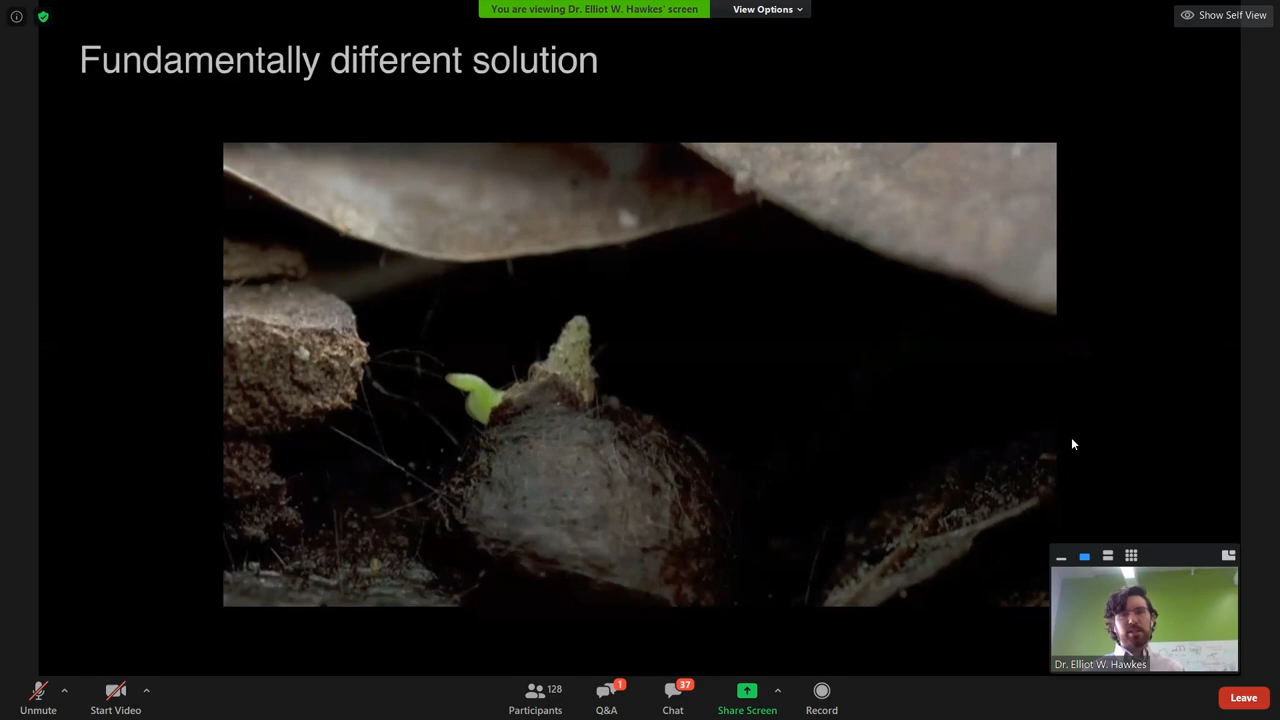 You are viewing Dr. Elliot W. Hawkes' screen
View Options
Show Self View
Fundamentally different solution
Dr. Elliot W. Hawkes
Unmute
Start Video
128
Participants
1
Q&A
37
Chat
Share Screen
Record
Leave